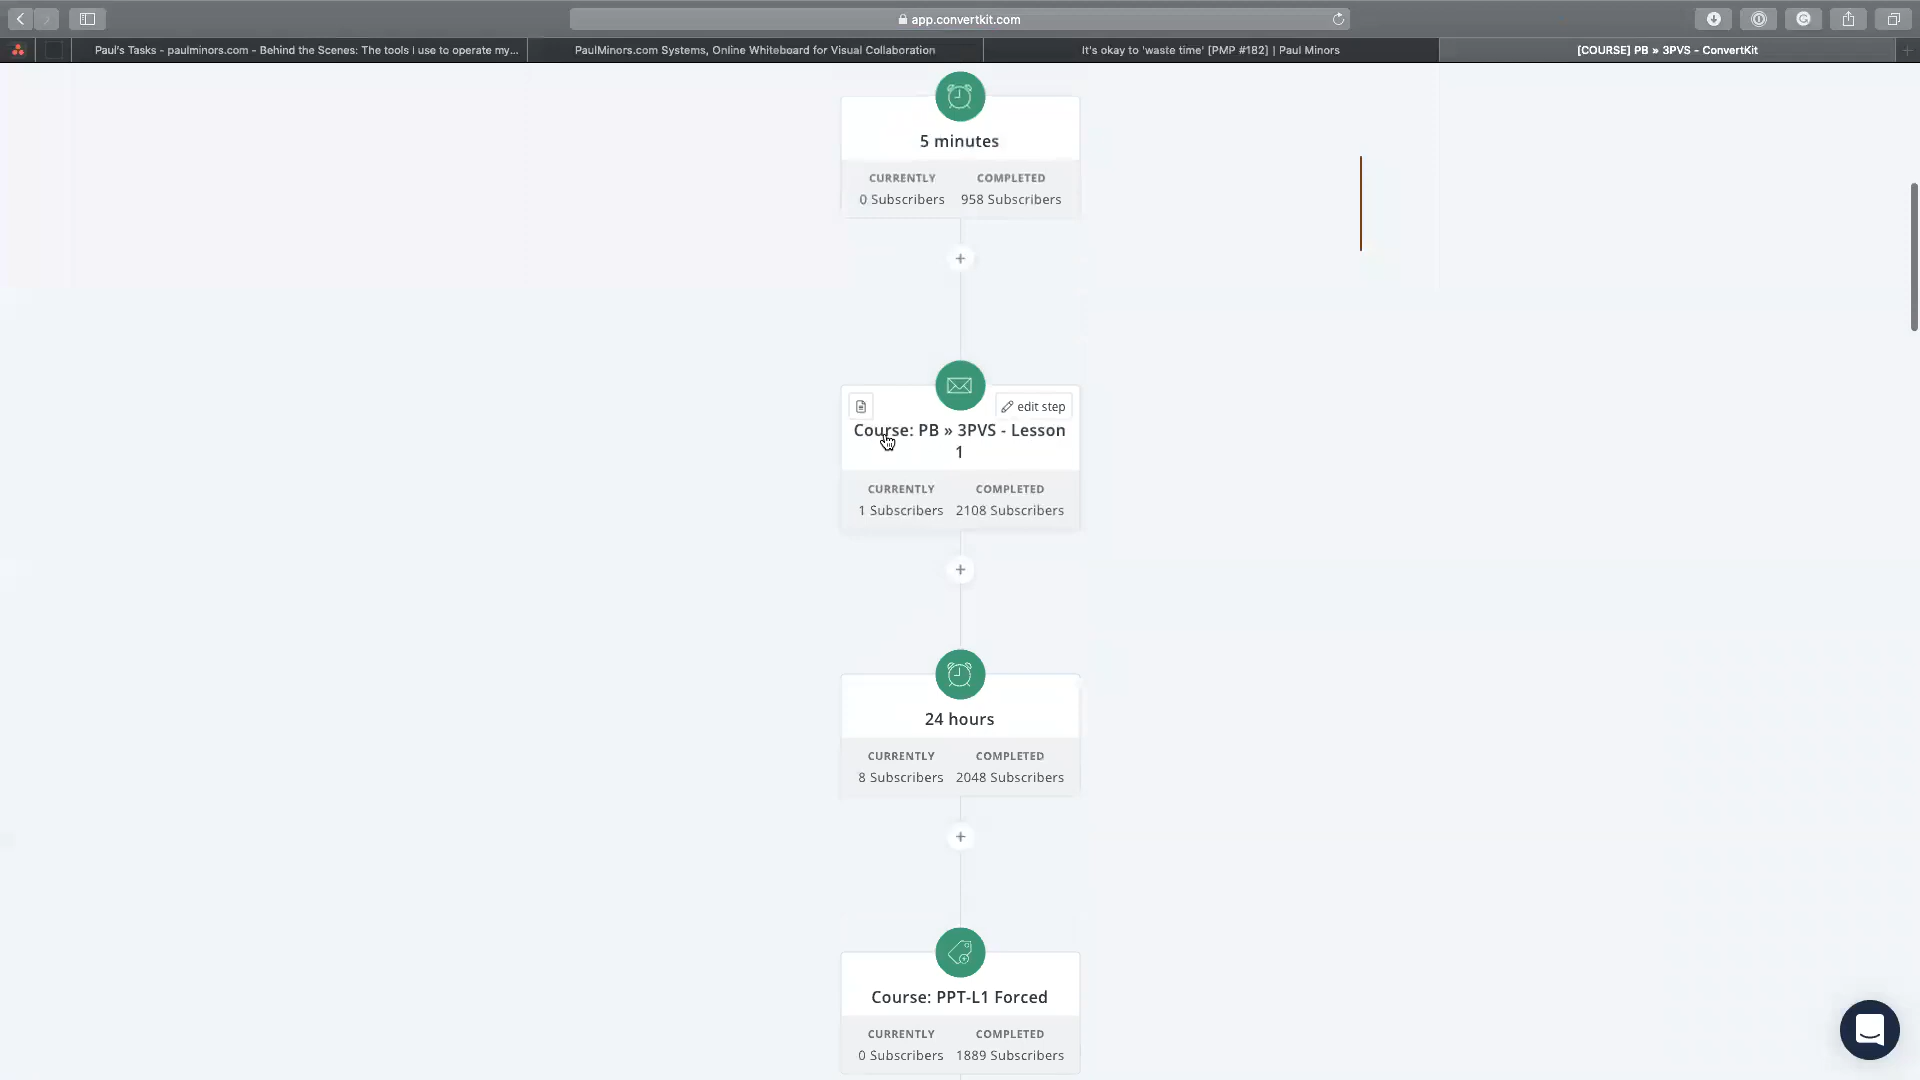 app.convertkit.com
Paul's Tasks - paulminors.com - Behind the Scenes: The tools I use to operate my...
PaulMinors.com Systems, Online Whiteboard for Visual Collaboration
It's okay to 'waste time' [PMP #182] | Paul Minors
[COURSE] PB » 3PVS - ConvertKit
5 minutes
CURRENTLY COMPLETED
0 Subscribers 958 Subscribers
edit step
Course: PB » 3PVS - Lesson
1
CURRENTLY COMPLETED
1 Subscribers 2108 Subscribers
24 hours
CURRENTLY COMPLETED
8 Subscribers 2048 Subscribers
Course: PPT-L1 Forced
CURRENTLY COMPLETED
0 Subscribers 1889 Subscribers